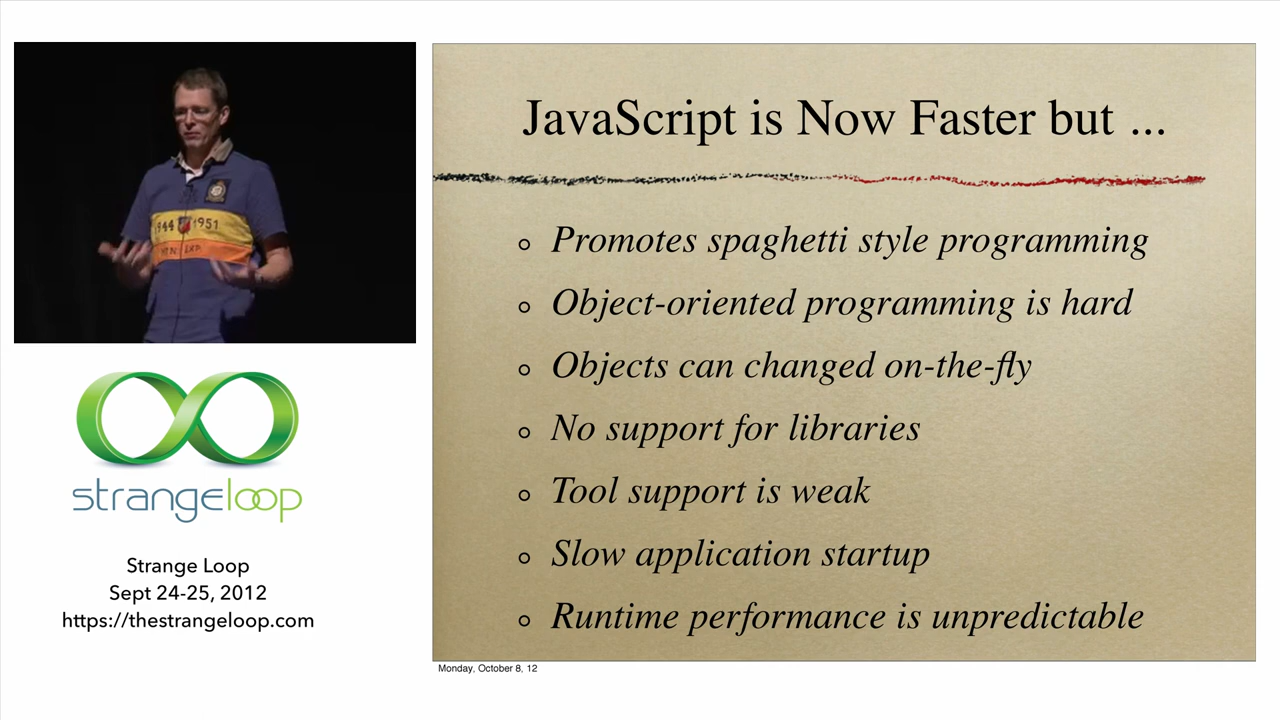 1944 1951
strangeloop
Strange Loop
Sept 24-25, 2012
https://thestrangeloop.com
JavaScript is Now Faster but ...
Promotes spaghetti style programming
Object-oriented programming is hard
Objects can changed on-the-fly
No support for libraries
Tool support is weak
Slow application startup
Runtime performance is unpredictable
Monday, October 8, 12